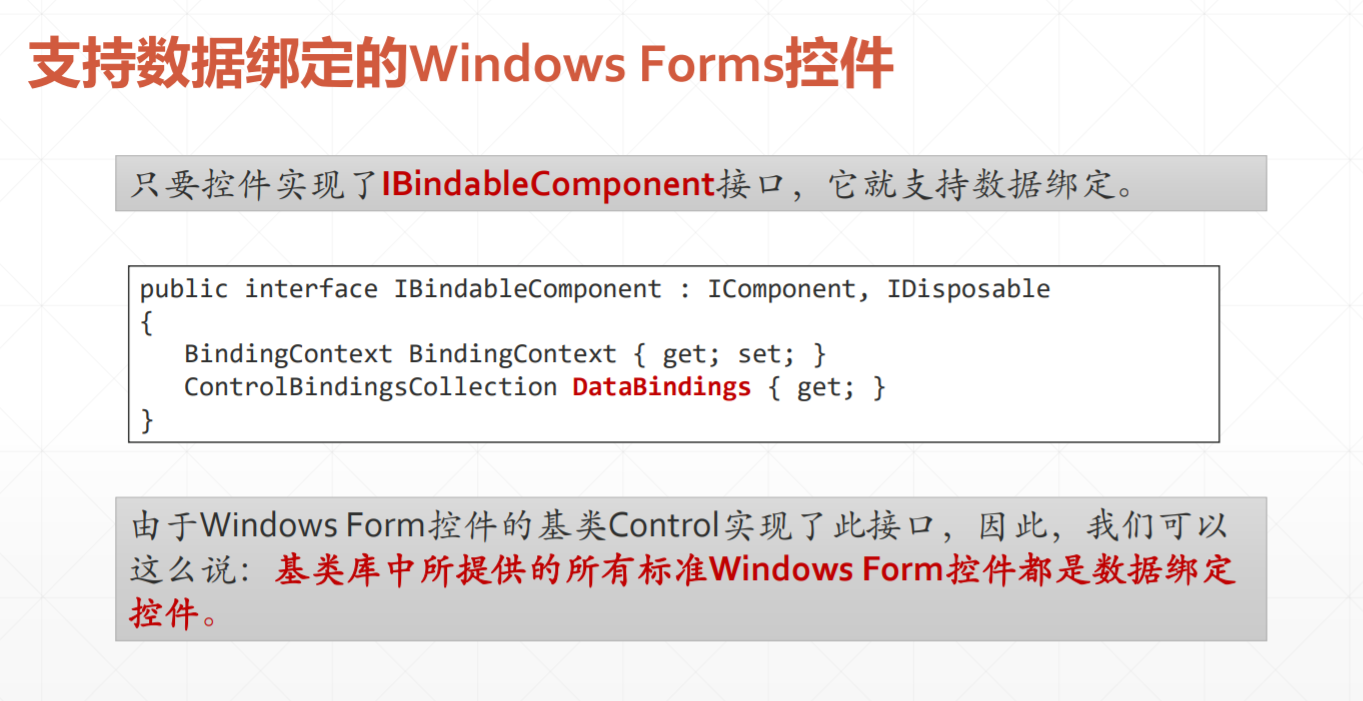 支持数据绑定的Windows Forms控件
只要控件实现了IBindableComponent接口，它就支持数据绑定。
public interface IBindableComponent : IComponent, IDisposable
{
BindingContext BindingContext { get; set; }
ControlBindingsCollection DataBindings { get; }
}
由于Windows Form控件的基类Control实现了此接口，因此，我们可以
这么说：基类库中所提供的所有标准Windows Form控件都是数据绑定
控件。